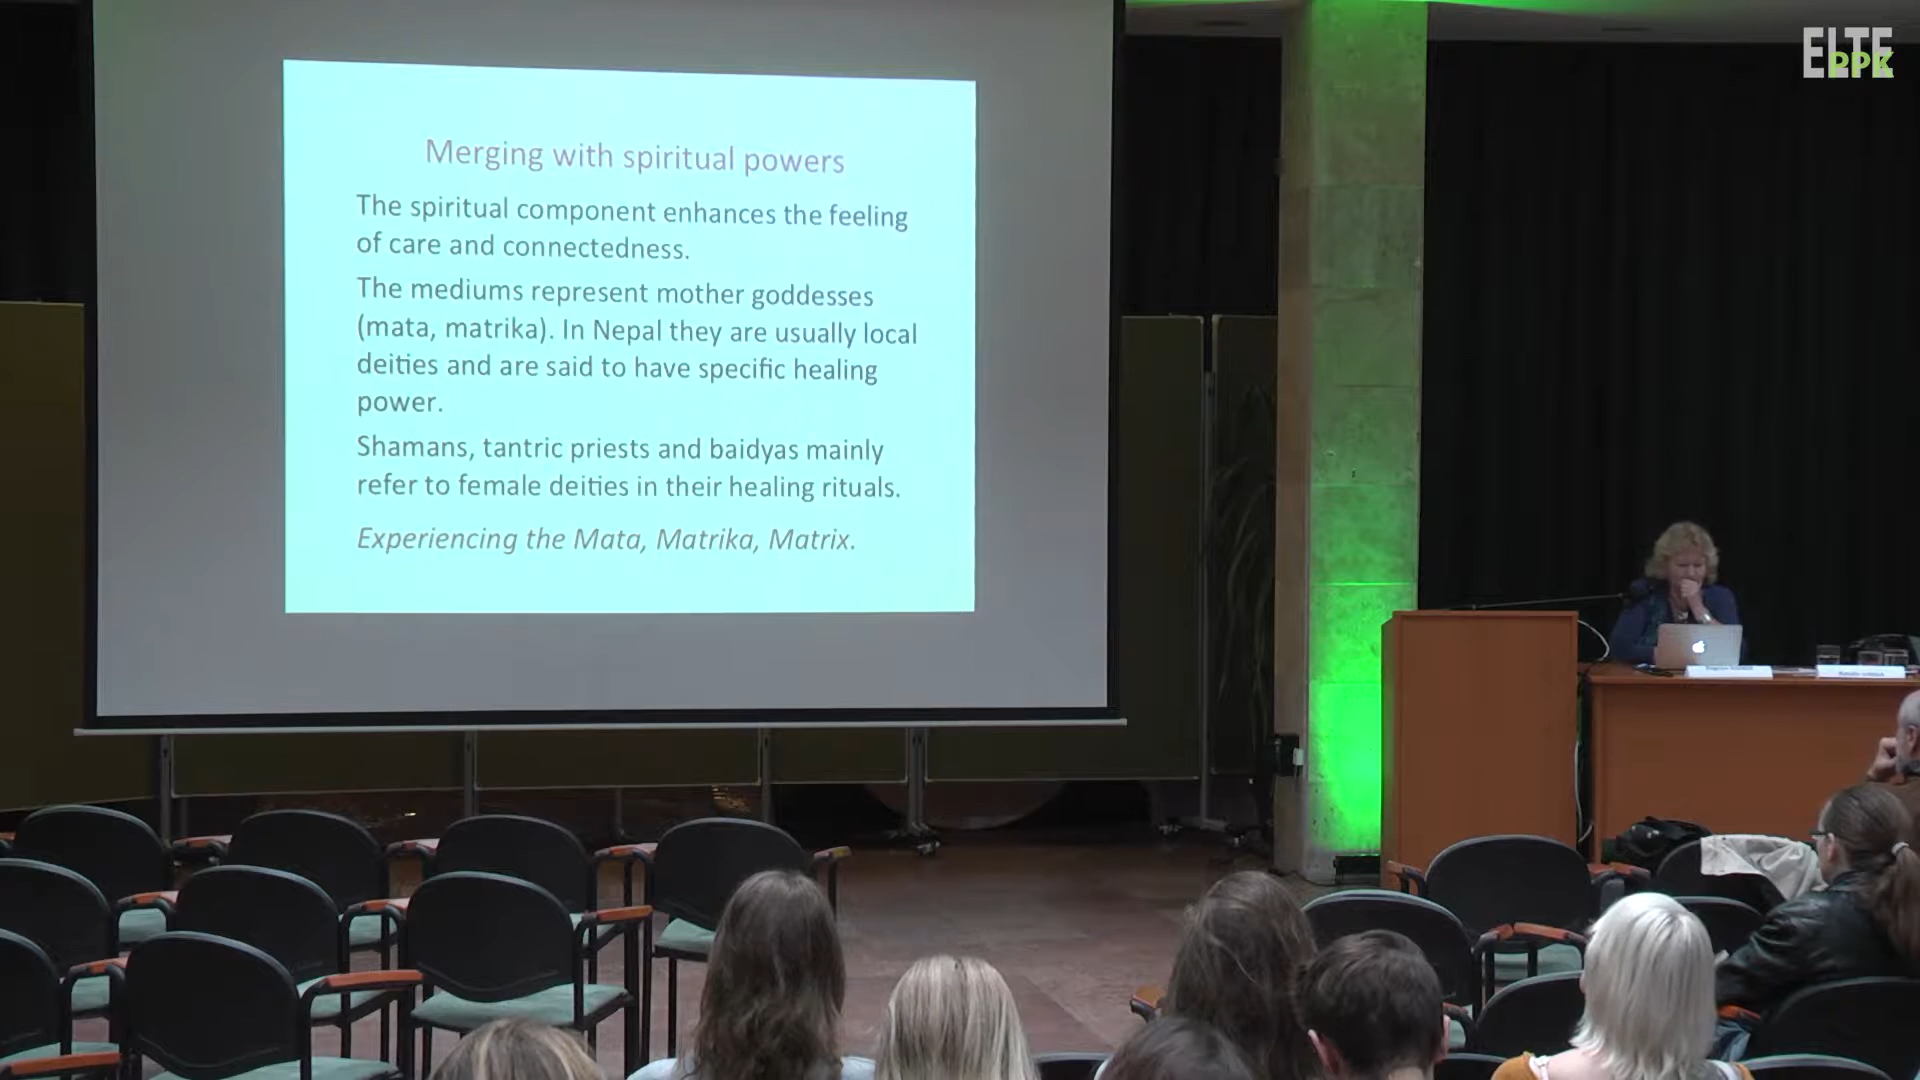 ELTE
PPK
Merging with spiritual powers
The spiritual component enhances the feeling
of care and connectedness.
The mediums represent mother goddesses
(mata, matrika). In Nepal they are usually local
deities and are said to have specific healing
power.
Shamans, tantric priests and baidyas mainly
refer to female deities in their healing rituals.
Experiencing the Mata, Matrika, Matrix.